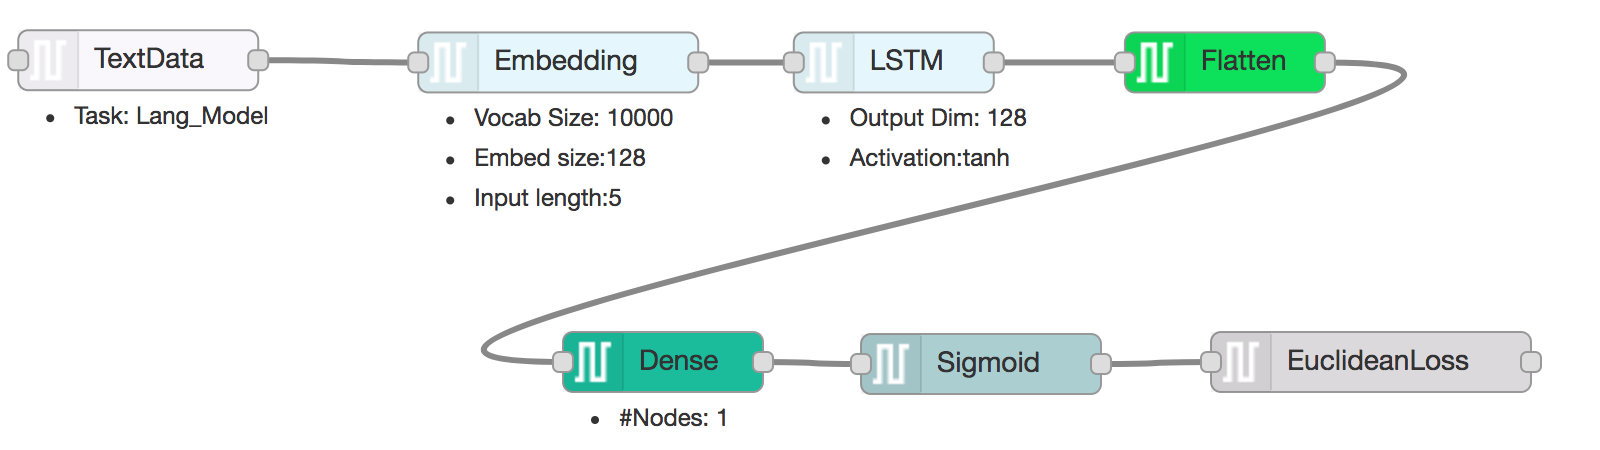 TextData
Task: Lang_Model
Embedding
Vocab Size: 10000
Embed size:128
Input length:5
LSTM
Output Dim: 128
Activation:tanh
Flatten
Dense
#Nodes: 1
Sigmoid
EuclideanLoss